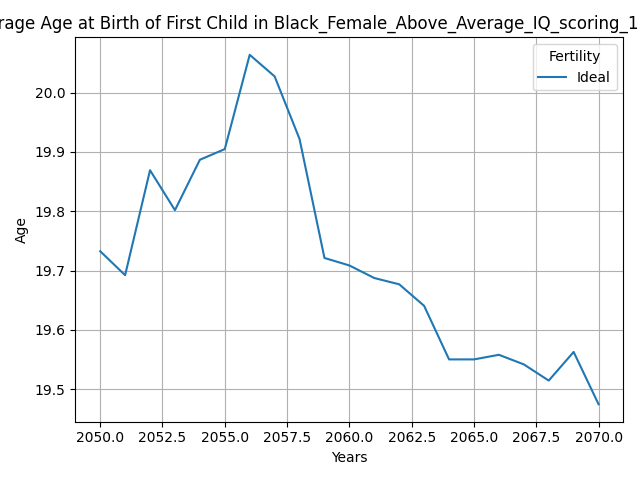 Age at Birth of First Child in Black_Female_Above_Average_IQ_scoring_1
Fertility
Ideal
20.0
19.9
19.8
19.7
19.6
19.5
Age
2050.0 2052.5 2055.0 2057.5 2060.0 2062.5 2065.0 2067.5 2070.0
Years